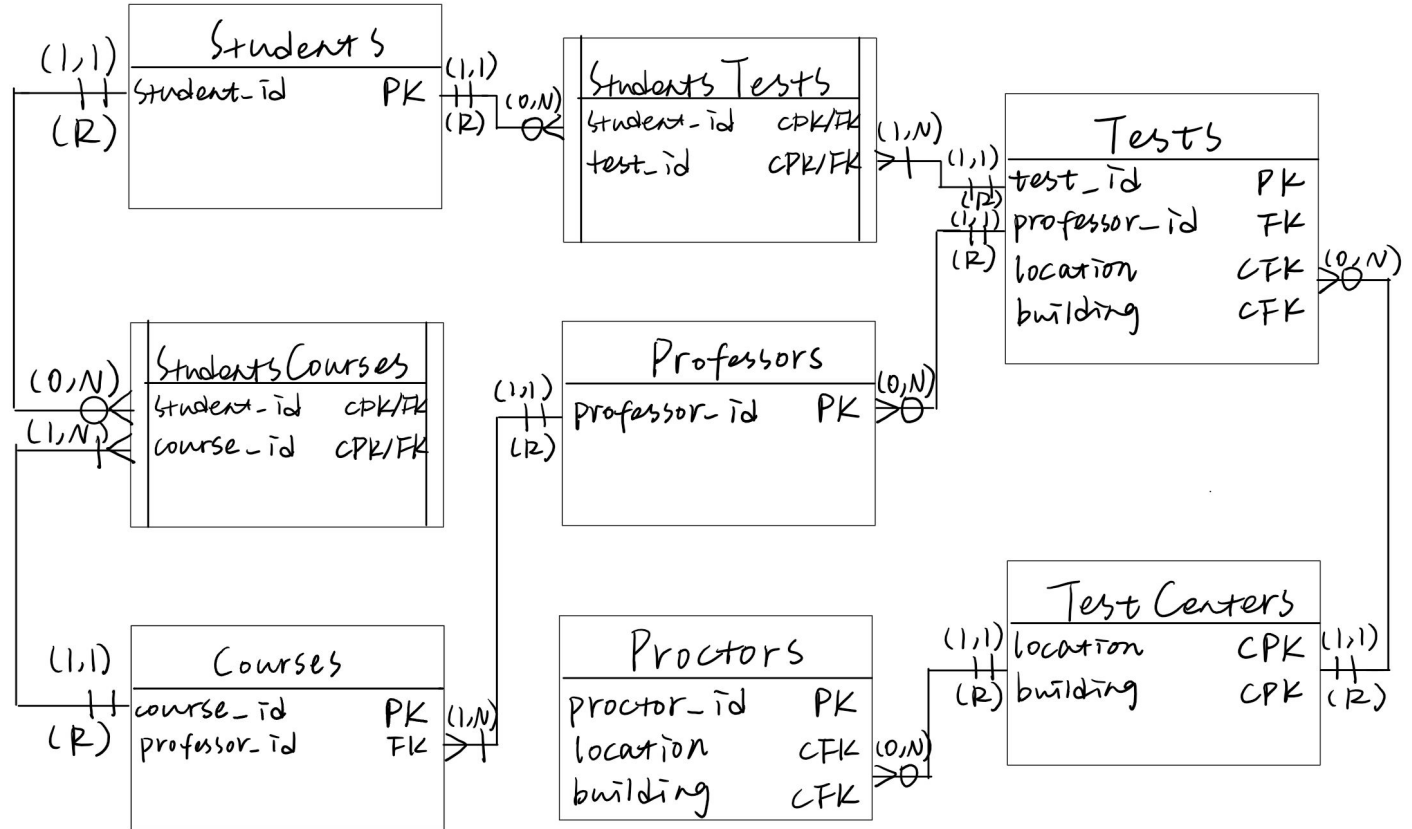 Students
(1,1)
student_id PK
(R)
(1,1)
(R)
(0,N)
Students Tests
student_id CPK/FK
test_id CPK/FK
(1,N)
(1,1)
(R)
Tests
test_id PK
professor_id FK
location CFK
building CFK
(1,1)
(R)
(0,N)
StudentsCourses
student_id CPK/FK
course_id CPK/FK
(0,N)
(1,N)
Professors
professor_id PK
(1,1)
(R)
(0,N)
Courses
course_id PK
professor_id FK
(1,1)
(R)
(1,N)
Proctors
proctor_id PK
location CFK
building CFK
(0,N)
Test Centers
location CPK
building CPK
(1,1)
(R)
(1,1)
(R)